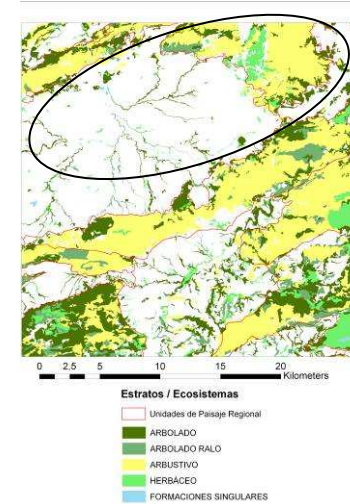 0 2,5 5 10 15 20
Kilometers
Estratos / Ecosistemas
Unidades de Paisaje Regional
ARBOLADO
ARBOLADO RALO
ARBUSTIVO
HERBÁCEO
FORMACIONES SINGULARES